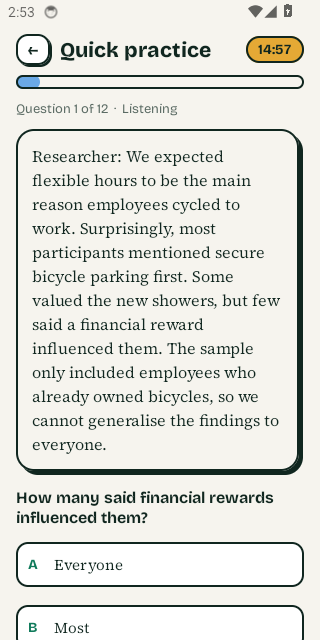 2:53
← Quick practice 14:57
Question 1 of 12 · Listening
Researcher: We expected
flexible hours to be the main
reason employees cycled to
work. Surprisingly, most
participants mentioned secure
bicycle parking first. Some
valued the new showers, but few
said a financial reward
influenced them. The sample
only included employees who
already owned bicycles, so we
cannot generalise the findings to
everyone.
How many said financial rewards
influenced them?
A Everyone
B Most